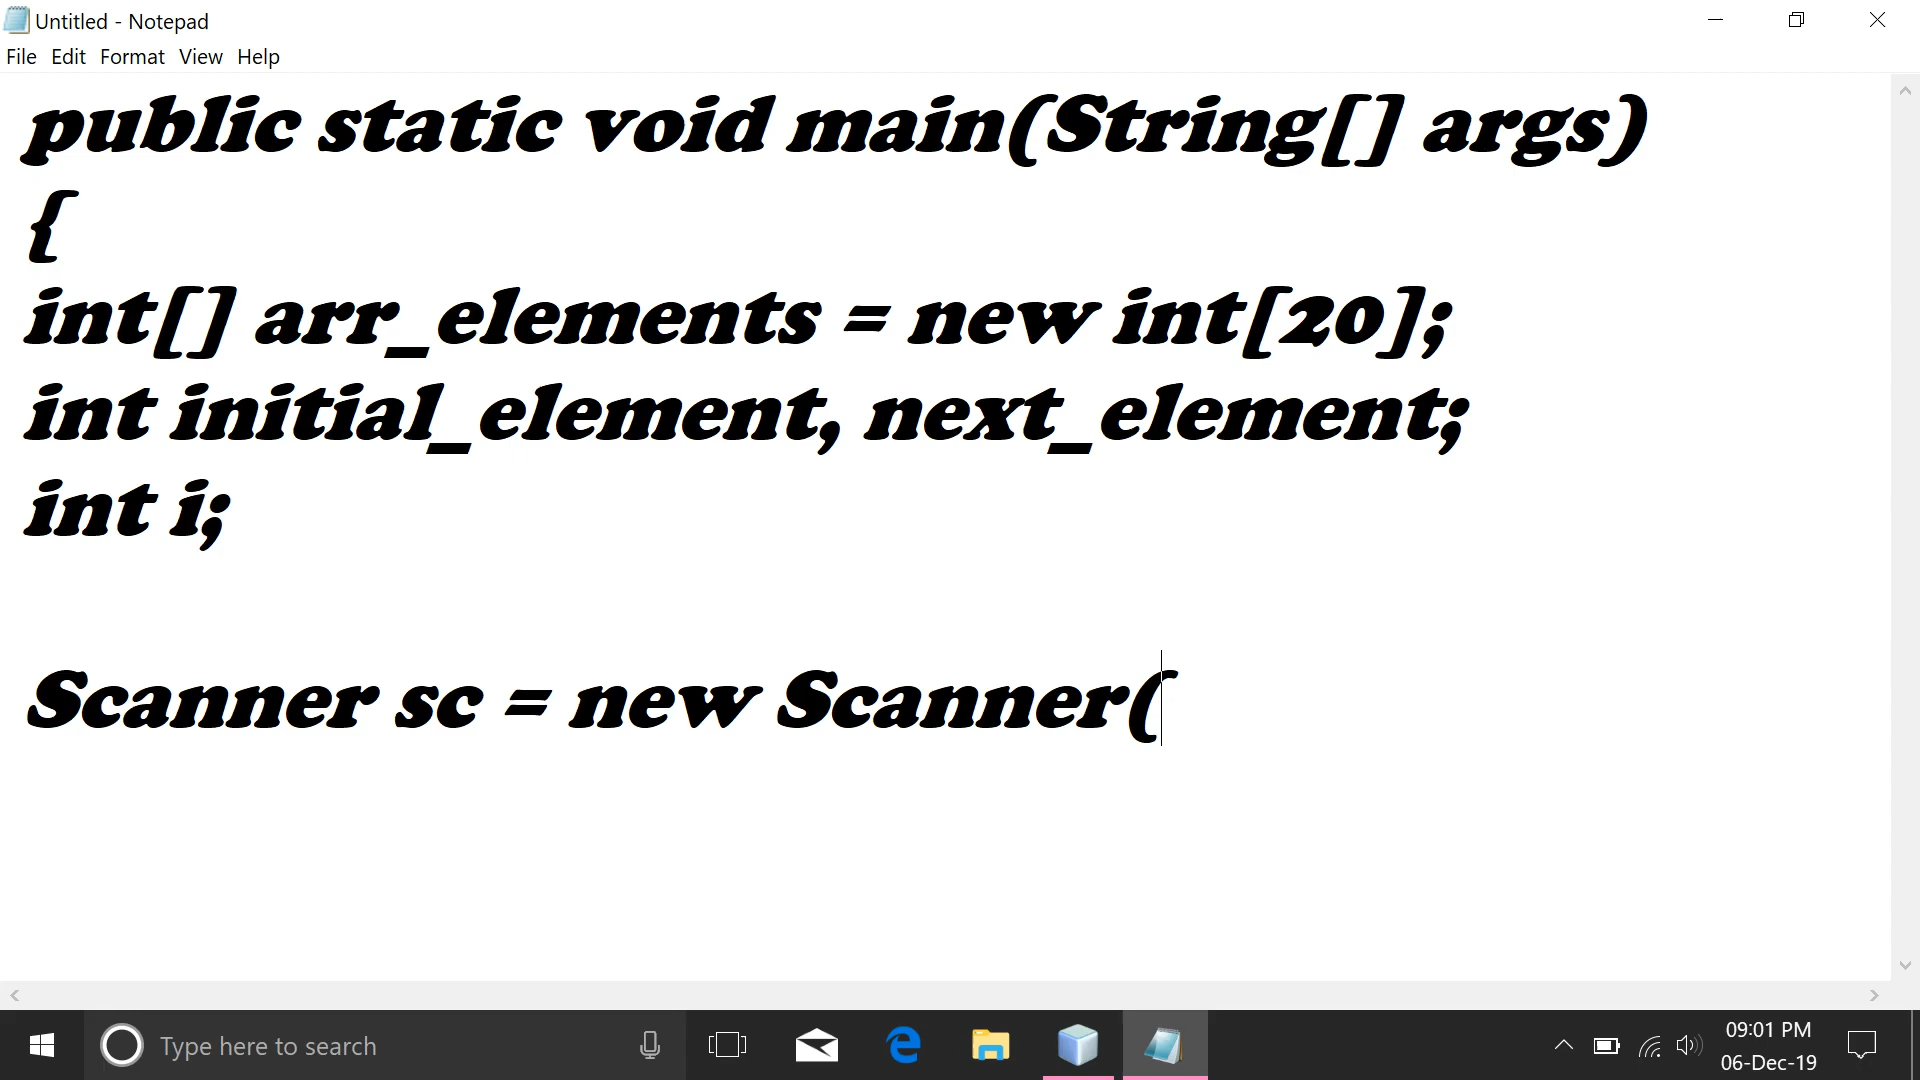 Untitled - Notepad
File Edit Format View Help
public static void main(String[] args)
{
int[] arr_elements = new int[20];
int initial_element, next_element;
int i;
Scanner sc = new Scanner(
Type here to search
09:01 PM
06-Dec-19